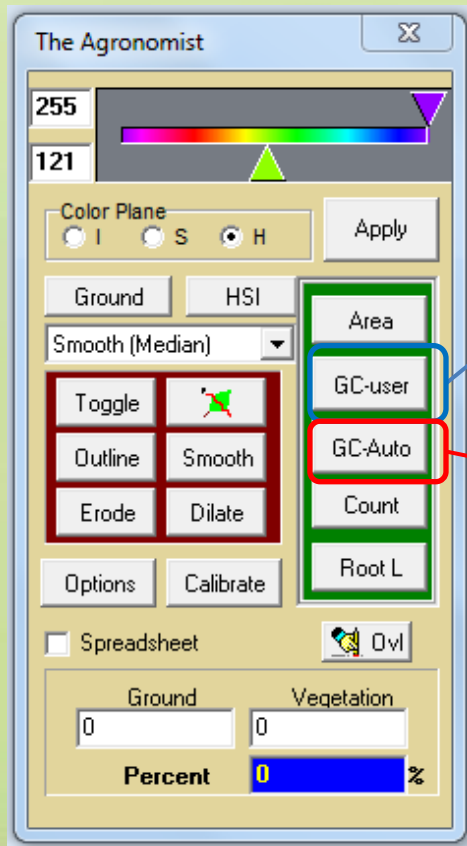 The Agronomist
255
121
Color Plane
I S H
Apply
Ground HSI
Smooth (Median)
Toggle
Outline Smooth
Erode Dilate
Options Calibrate
Area
GC-user
GC-Auto
Count
Root L
Spreadsheet Ovl
Ground Vegetation
0 0
Percent 0 %